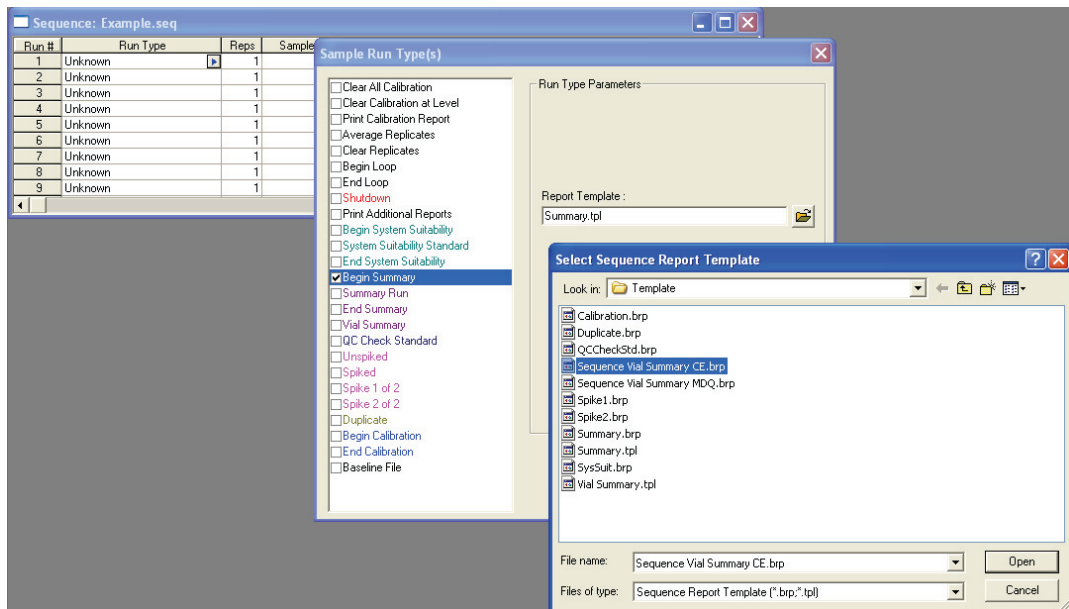 Sequence: Example.seq
Run # Run Type Reps Sample
1 Unknown 1
2 Unknown 1
3 Unknown 1
4 Unknown 1
5 Unknown 1
6 Unknown 1
7 Unknown 1
8 Unknown 1
9 Unknown 1
Sample Run Type(s)
Clear All Calibration
Clear Calibration at Level
Print Calibration Report
Average Replicates
Clear Replicates
Begin Loop
End Loop
Shutdown
Print Additional Reports
Begin System Suitability
System Suitability Standard
End System Suitability
Begin Summary
Summary Run
End Summary
Vial Summary
QC Check Standard
Unspiked
Spiked
Spike 1 of 2
Spike 2 of 2
Duplicate
Begin Calibration
End Calibration
Baseline File
Run Type Parameters
Report Template :
Summary.tpl
Select Sequence Report Template
Look in: Template
Calibration.brp
Duplicate.brp
QCCheckStd.brp
Sequence Vial Summary CE.brp
Sequence Vial Summary MDQ.brp
Spike1.brp
Spike2.brp
Summary.brp
Summary.tpl
SysSuit.brp
Vial Summary.tpl
File name: Sequence Vial Summary CE.brp Open
Files of type: Sequence Report Template (*.brp;*.tpl) Cancel